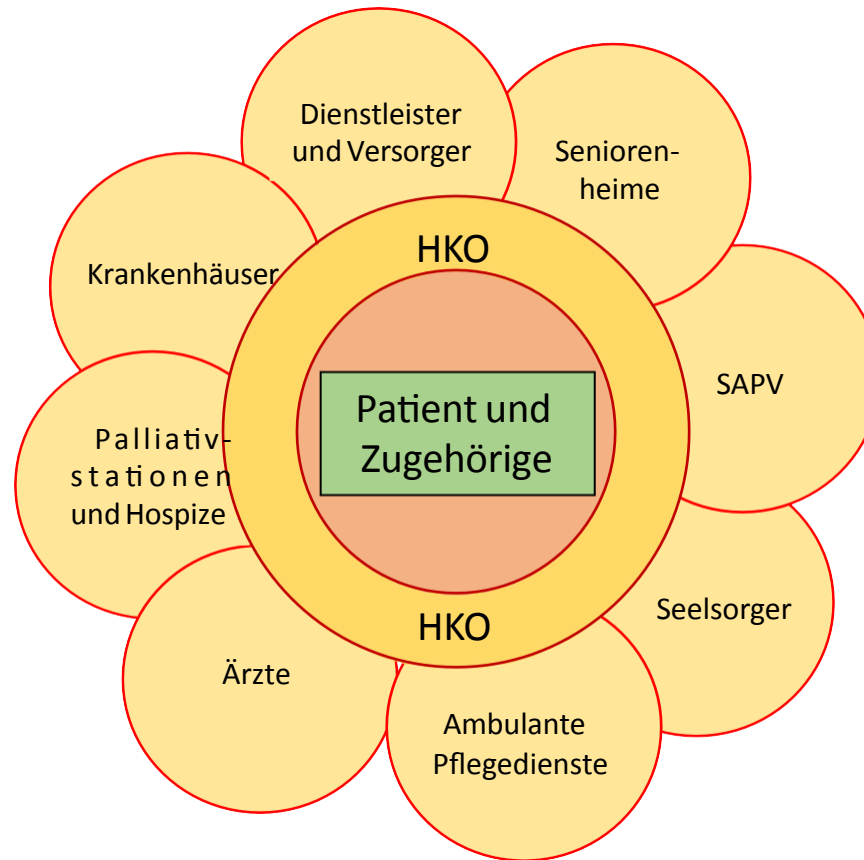 Dienstleister
und Versorger
Senioren-
heime
HKO
Krankenhäuser
SAPV
Patient und
Zugehörige
Palliativ-
stationen
und Hospize
Seelsorger
HKO
Ärzte
Ambulante
Pflegedienste